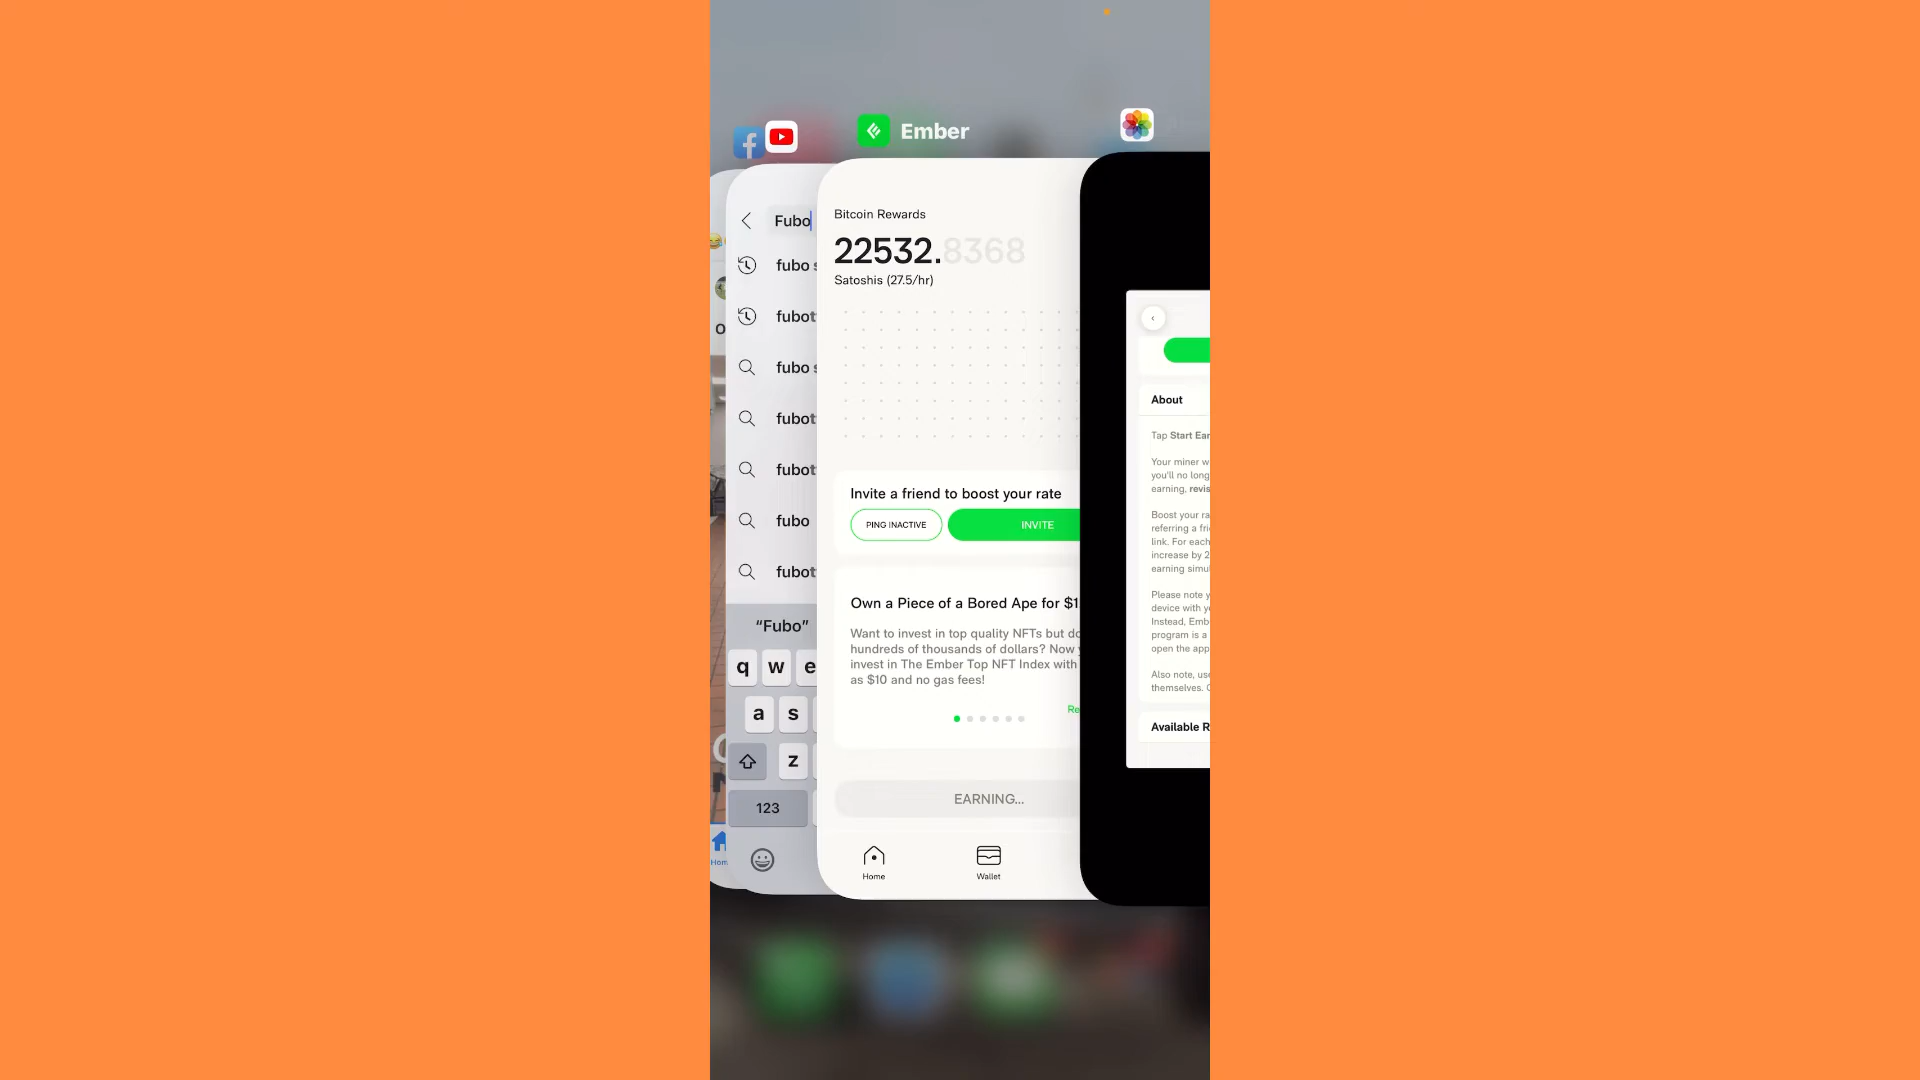 Ember
Fubo
fubo s
fubot
fubo s
fubot
fubot
fubo
fubot
“Fubo”
q w e
a s
z
123
Hom
Bitcoin Rewards
22532.8368
Satoshis (27.5/hr)
Invite a friend to boost your rate
PING INACTIVE
INVITE
Own a Piece of a Bored Ape for $1
Want to invest in top quality NFTs but do
hundreds of thousands of dollars? Now y
invest in The Ember Top NFT Index with
as $10 and no gas fees!
Re
EARNING...
Home
Wallet
About
Tap Start Ear
Your miner w
you'll no long
earning, revis
Boost your ra
referring a fri
link. For each
increase by 2
earning simul
Please note y
device with y
Instead, Emb
program is a
open the app
Also note, us
themselves. C
Available R